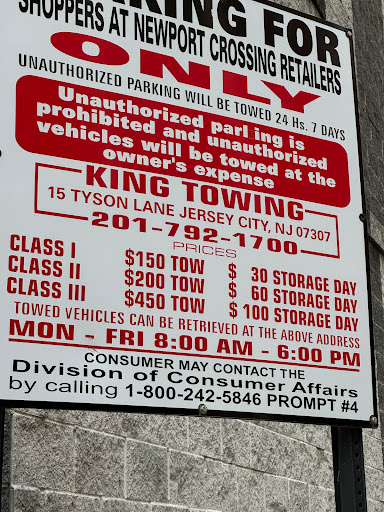 KING FOR
SHOPPERS AT NEWPORT CROSSING RETAILERS
ONLY
UNAUTHORIZED PARKING WILL BE TOWED 24 Hs. 7 DAYS
Unauthorized parl ing is
prohibited and unauthorized
vehicles will be towed at the
owner's expense
KING TOWING
15 TYSON LANE JERSEY CITY, NJ 07307
201-792-1700
PRICES
CLASS I $150 TOW $ 30 STORAGE DAY
CLASS II $200 TOW $ 60 STORAGE DAY
CLASS III $450 TOW $ 100 STORAGE DAY
TOWED VEHICLES CAN BE RETRIEVED AT THE ABOVE ADDRESS
MON - FRI 8:00 AM - 6:00 PM
CONSUMER MAY CONTACT THE
Division of Consumer Affairs
by calling 1-800-242-5846 PROMPT #4